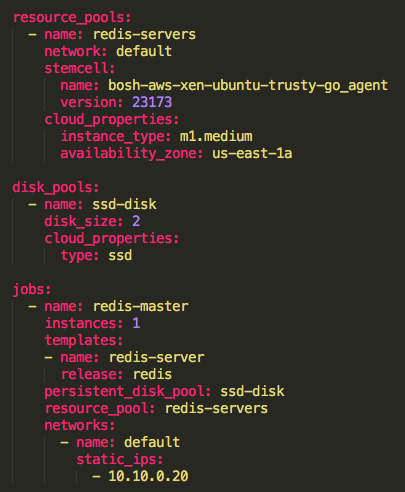 resource_pools:
  - name: redis-servers
    network: default
    stemcell:
      name: bosh-aws-xen-ubuntu-trusty-go_agent
      version: 23173
    cloud_properties:
      instance_type: m1.medium
      availability_zone: us-east-1a

disk_pools:
  - name: ssd-disk
    disk_size: 2
    cloud_properties:
      type: ssd

jobs:
  - name: redis-master
    instances: 1
    templates:
    - name: redis-server
      release: redis
    persistent_disk_pool: ssd-disk
    resource_pool: redis-servers
    networks:
      - name: default
        static_ips:
          - 10.10.0.20